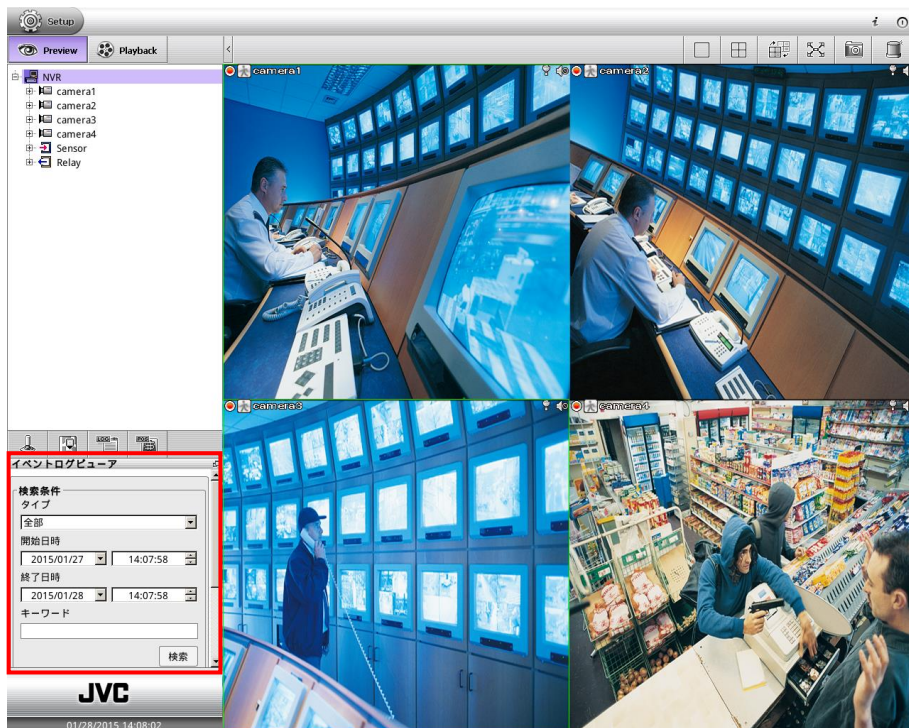 Setup
i
Preview
Playback
NVR
camera1
camera2
camera3
camera4
Sensor
Relay
camera1
camera2
camera3
camera4
LOG
POS
イベントログビューア
検索条件
タイプ
全部
開始日時
2015/01/27 14:07:58
終了日時
2015/01/28 14:07:58
キーワード
検索
JVC
01/28/2015 14:08:02